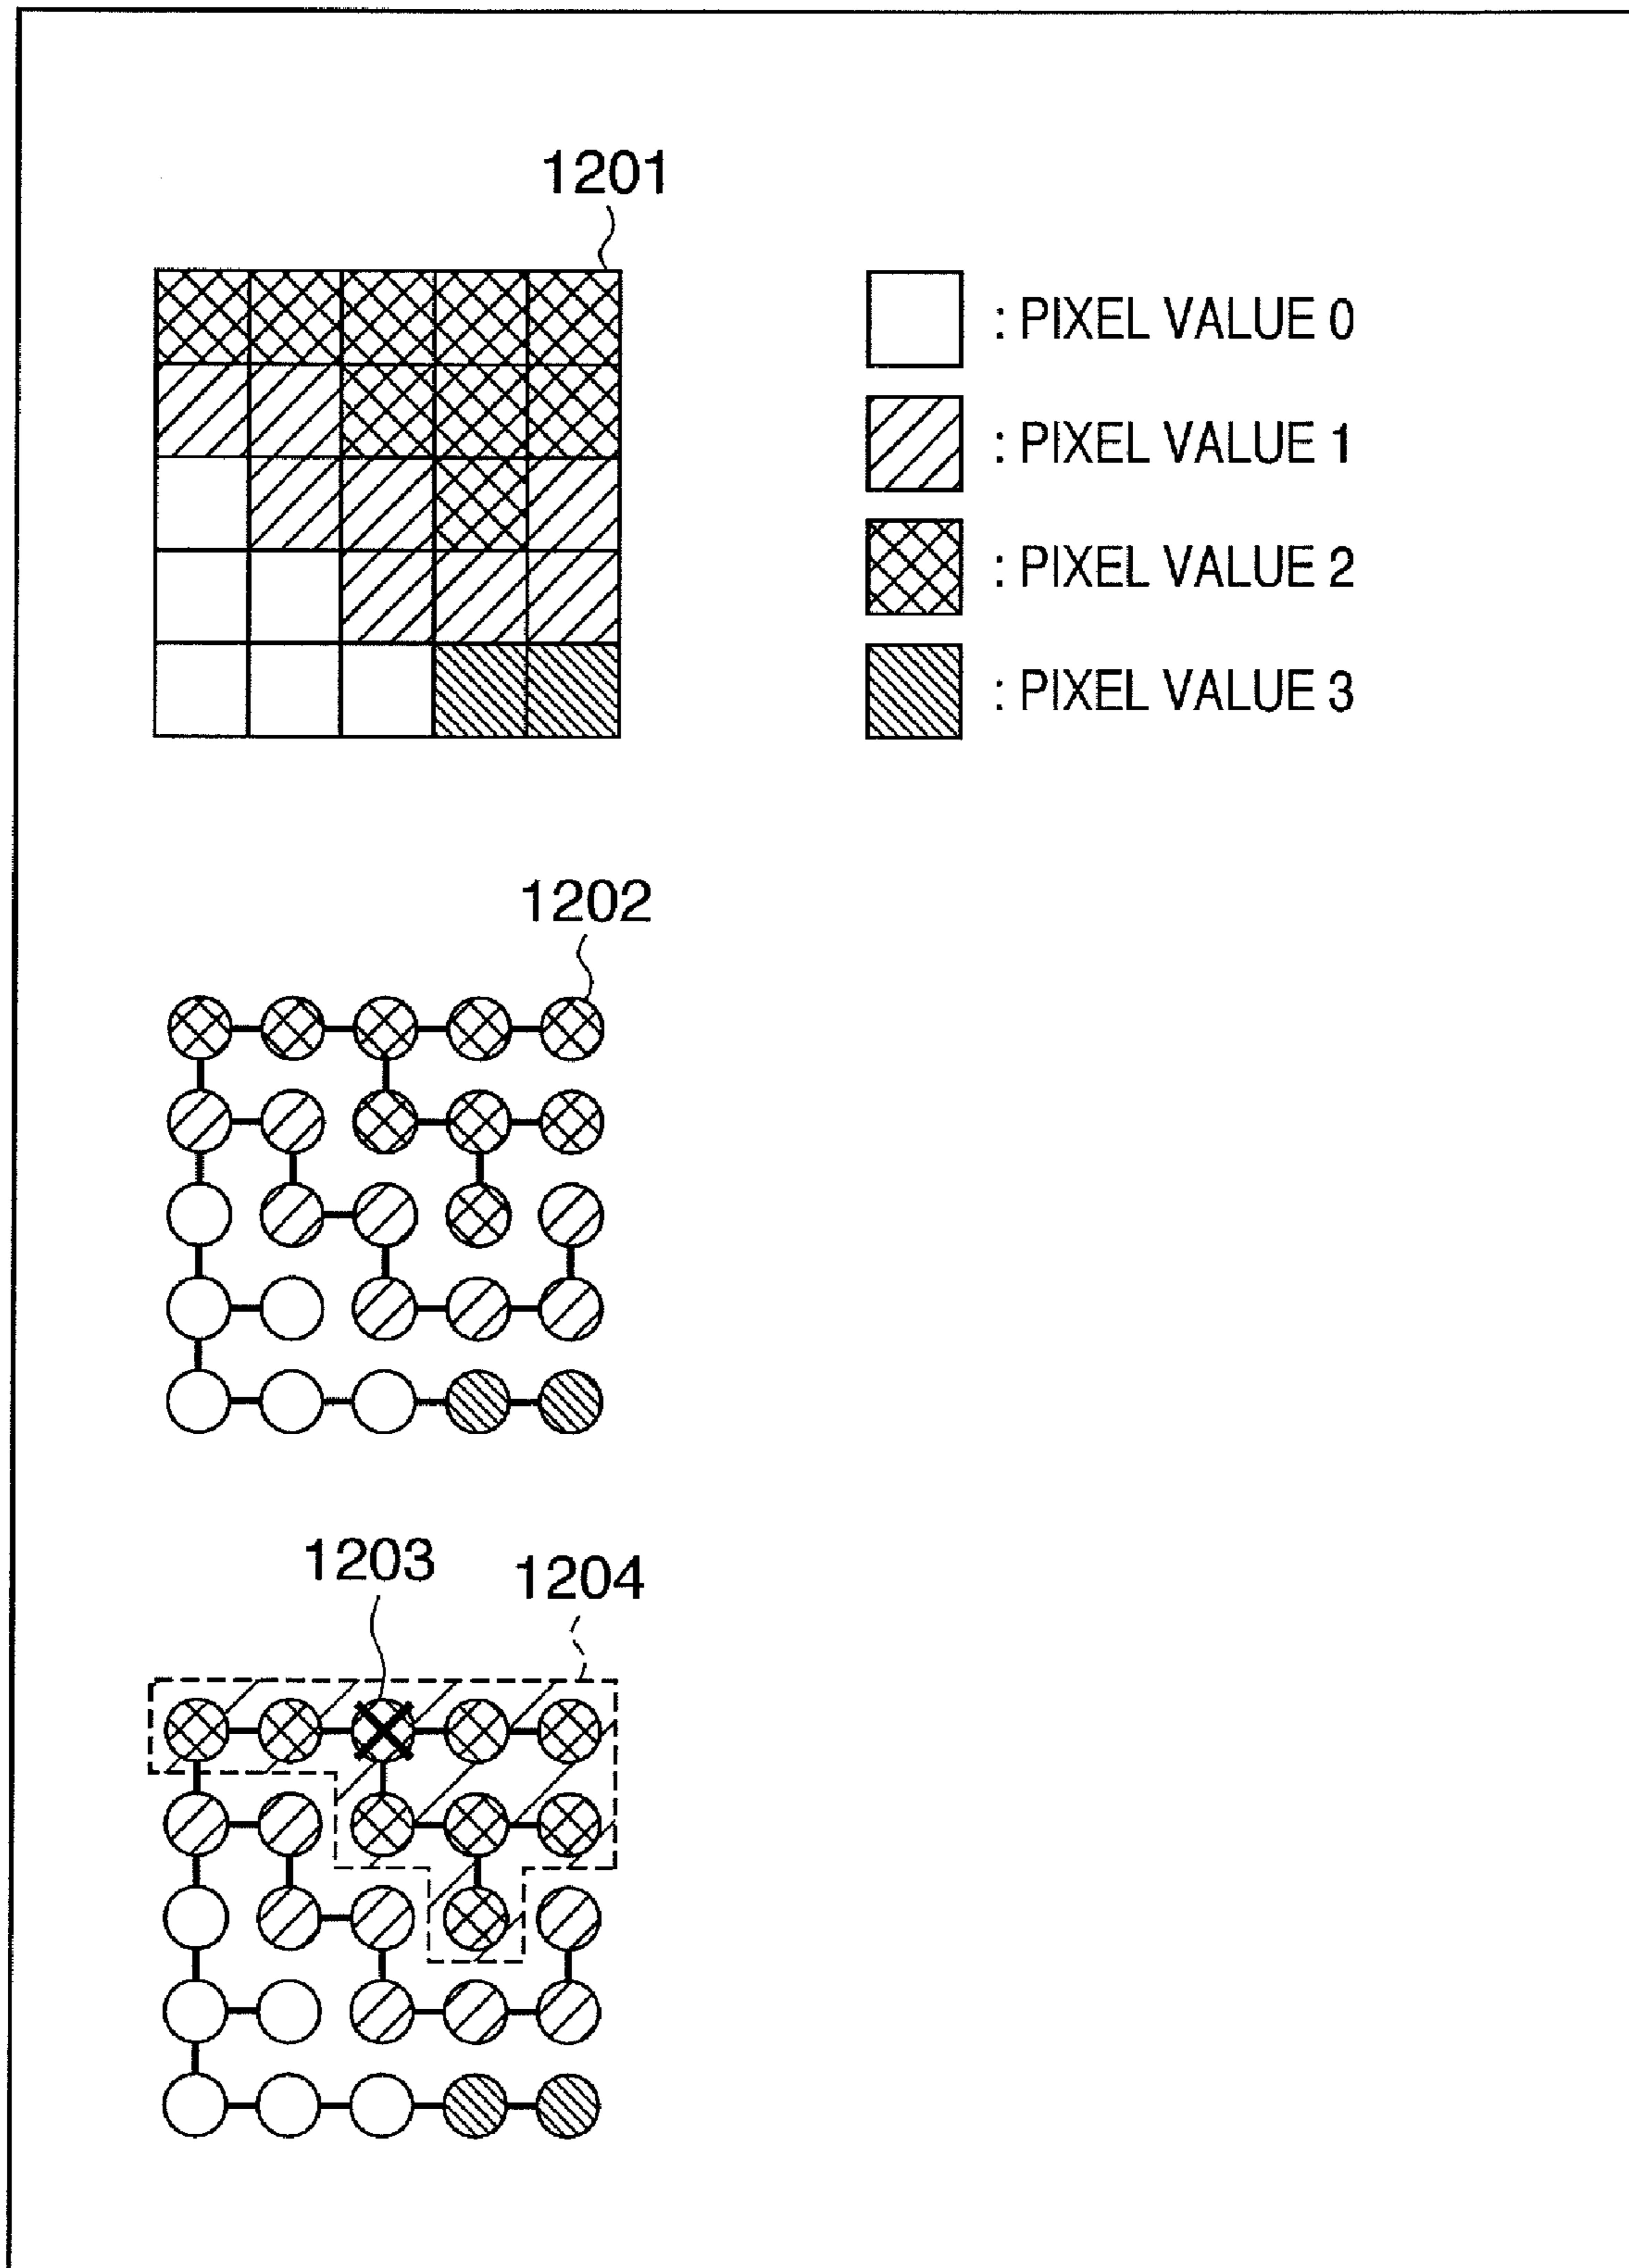 1201
: PIXEL VALUE 0
: PIXEL VALUE 1
: PIXEL VALUE 2
: PIXEL VALUE 3
1202
1203
1204